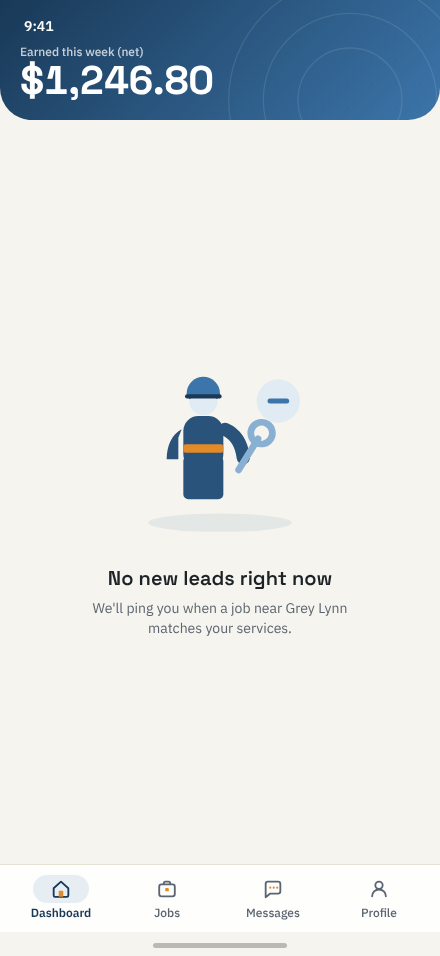 9:41
Earned this week (net)
$1,246.80
No new leads right now
We'll ping you when a job near Grey Lynn
matches your services.
Dashboard
Jobs
Messages
Profile